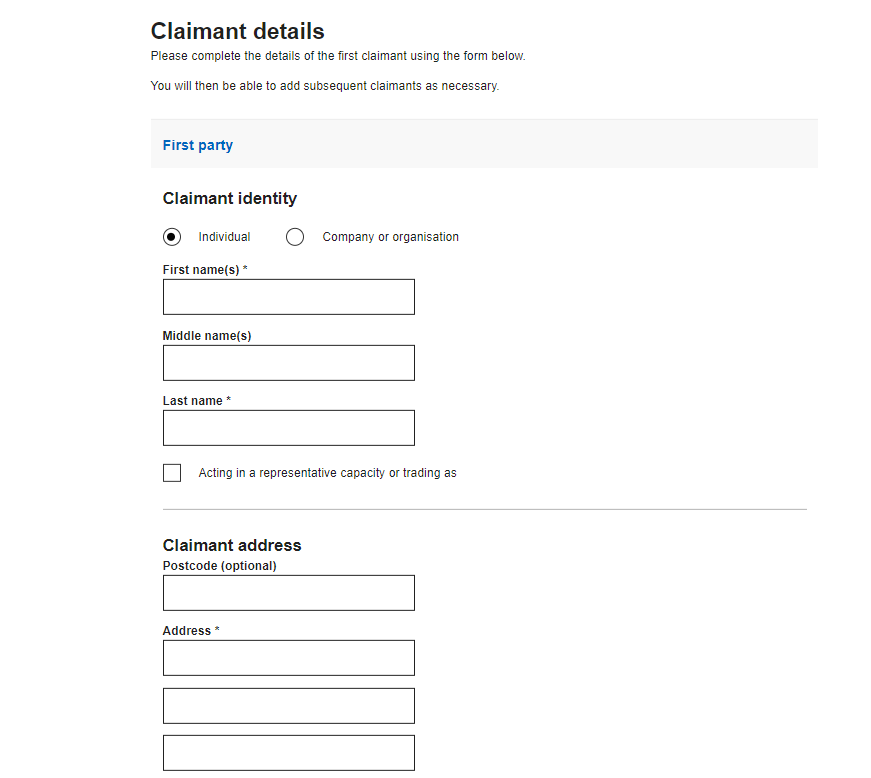 Claimant details
Please complete the details of the first claimant using the form below.
You will then be able to add subsequent claimants as necessary.
First party
Claimant identity
Individual Company or organisation
First name(s) *
Middle name(s)
Last name *
Acting in a representative capacity or trading as
Claimant address
Postcode (optional)
Address *